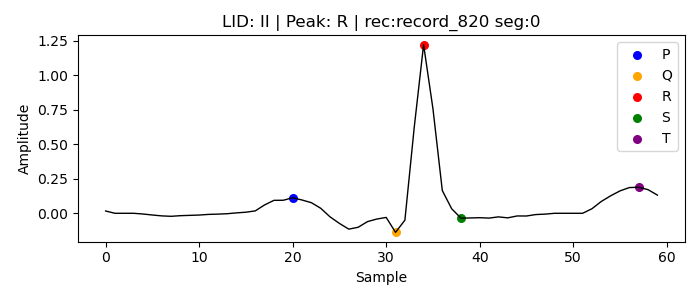 LID: II | Peak: R | rec:record_820 seg:0
1.25
1.00
0.75
0.50
0.25
0.00
Amplitude
P
Q
R
S
T
0 10 20 30 40 50 60
Sample